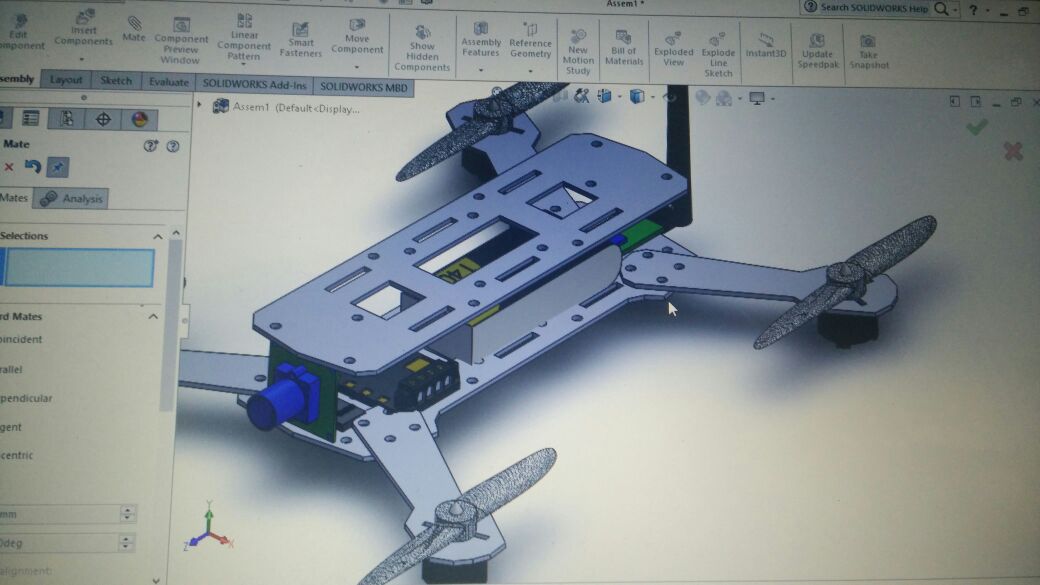 Assem1 *
Search SOLIDWORKS Help
?
Edit
Component
Insert
Components
Mate
Component
Preview
Window
Linear
Component
Pattern
Smart
Fasteners
Move
Component
Show
Hidden
Components
Assembly
Features
Reference
Geometry
New
Motion
Study
Bill of
Materials
Exploded
View
Explode
Line
Sketch
Instant3D
Update
Speedpak
Take
Snapshot
sembly
Layout
Sketch
Evaluate
SOLIDWORKS Add-Ins
SOLIDWORKS MBD
Assem1 (Default<Display...
Mate
Mates
Analysis
Selections
rd Mates
oincident
rallel
pendicular
gent
centric
mm
0deg
alignment:
Y
Z
X